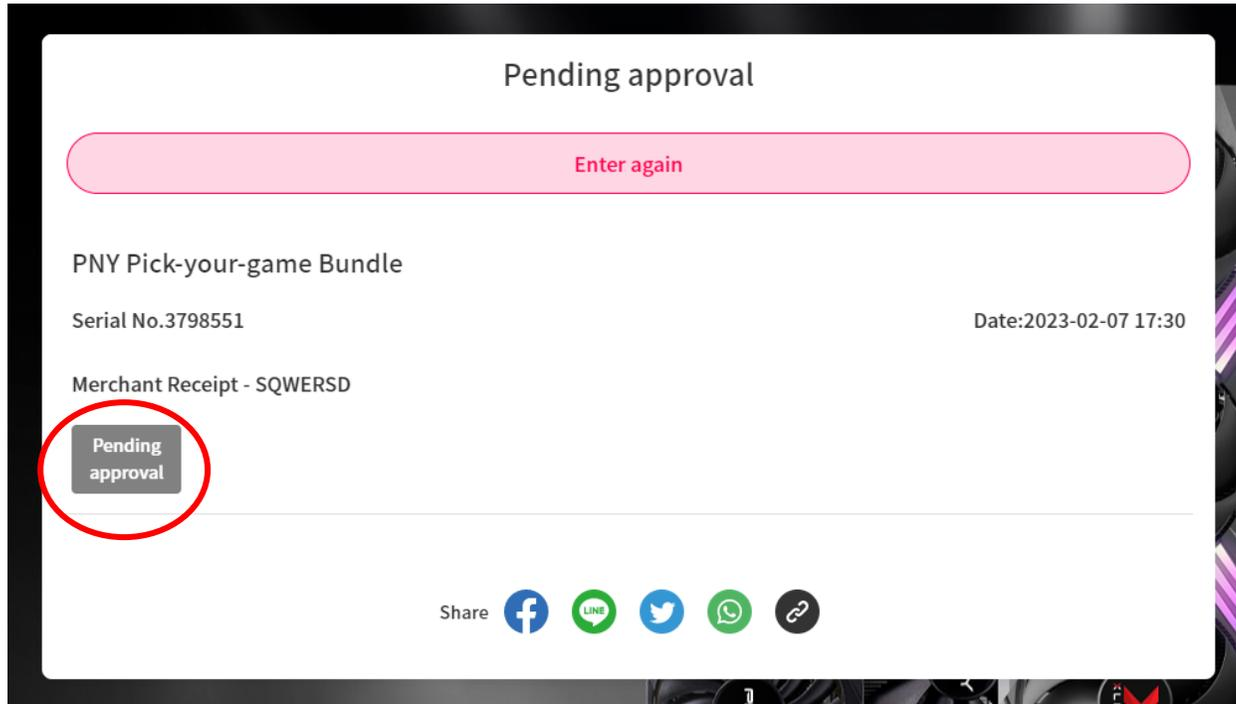 Pending approval
Enter again
PNY Pick-your-game Bundle
Serial No.3798551
Date:2023-02-07 17:30
Merchant Receipt - SQWERSD
Pending
approval
Share
LINE